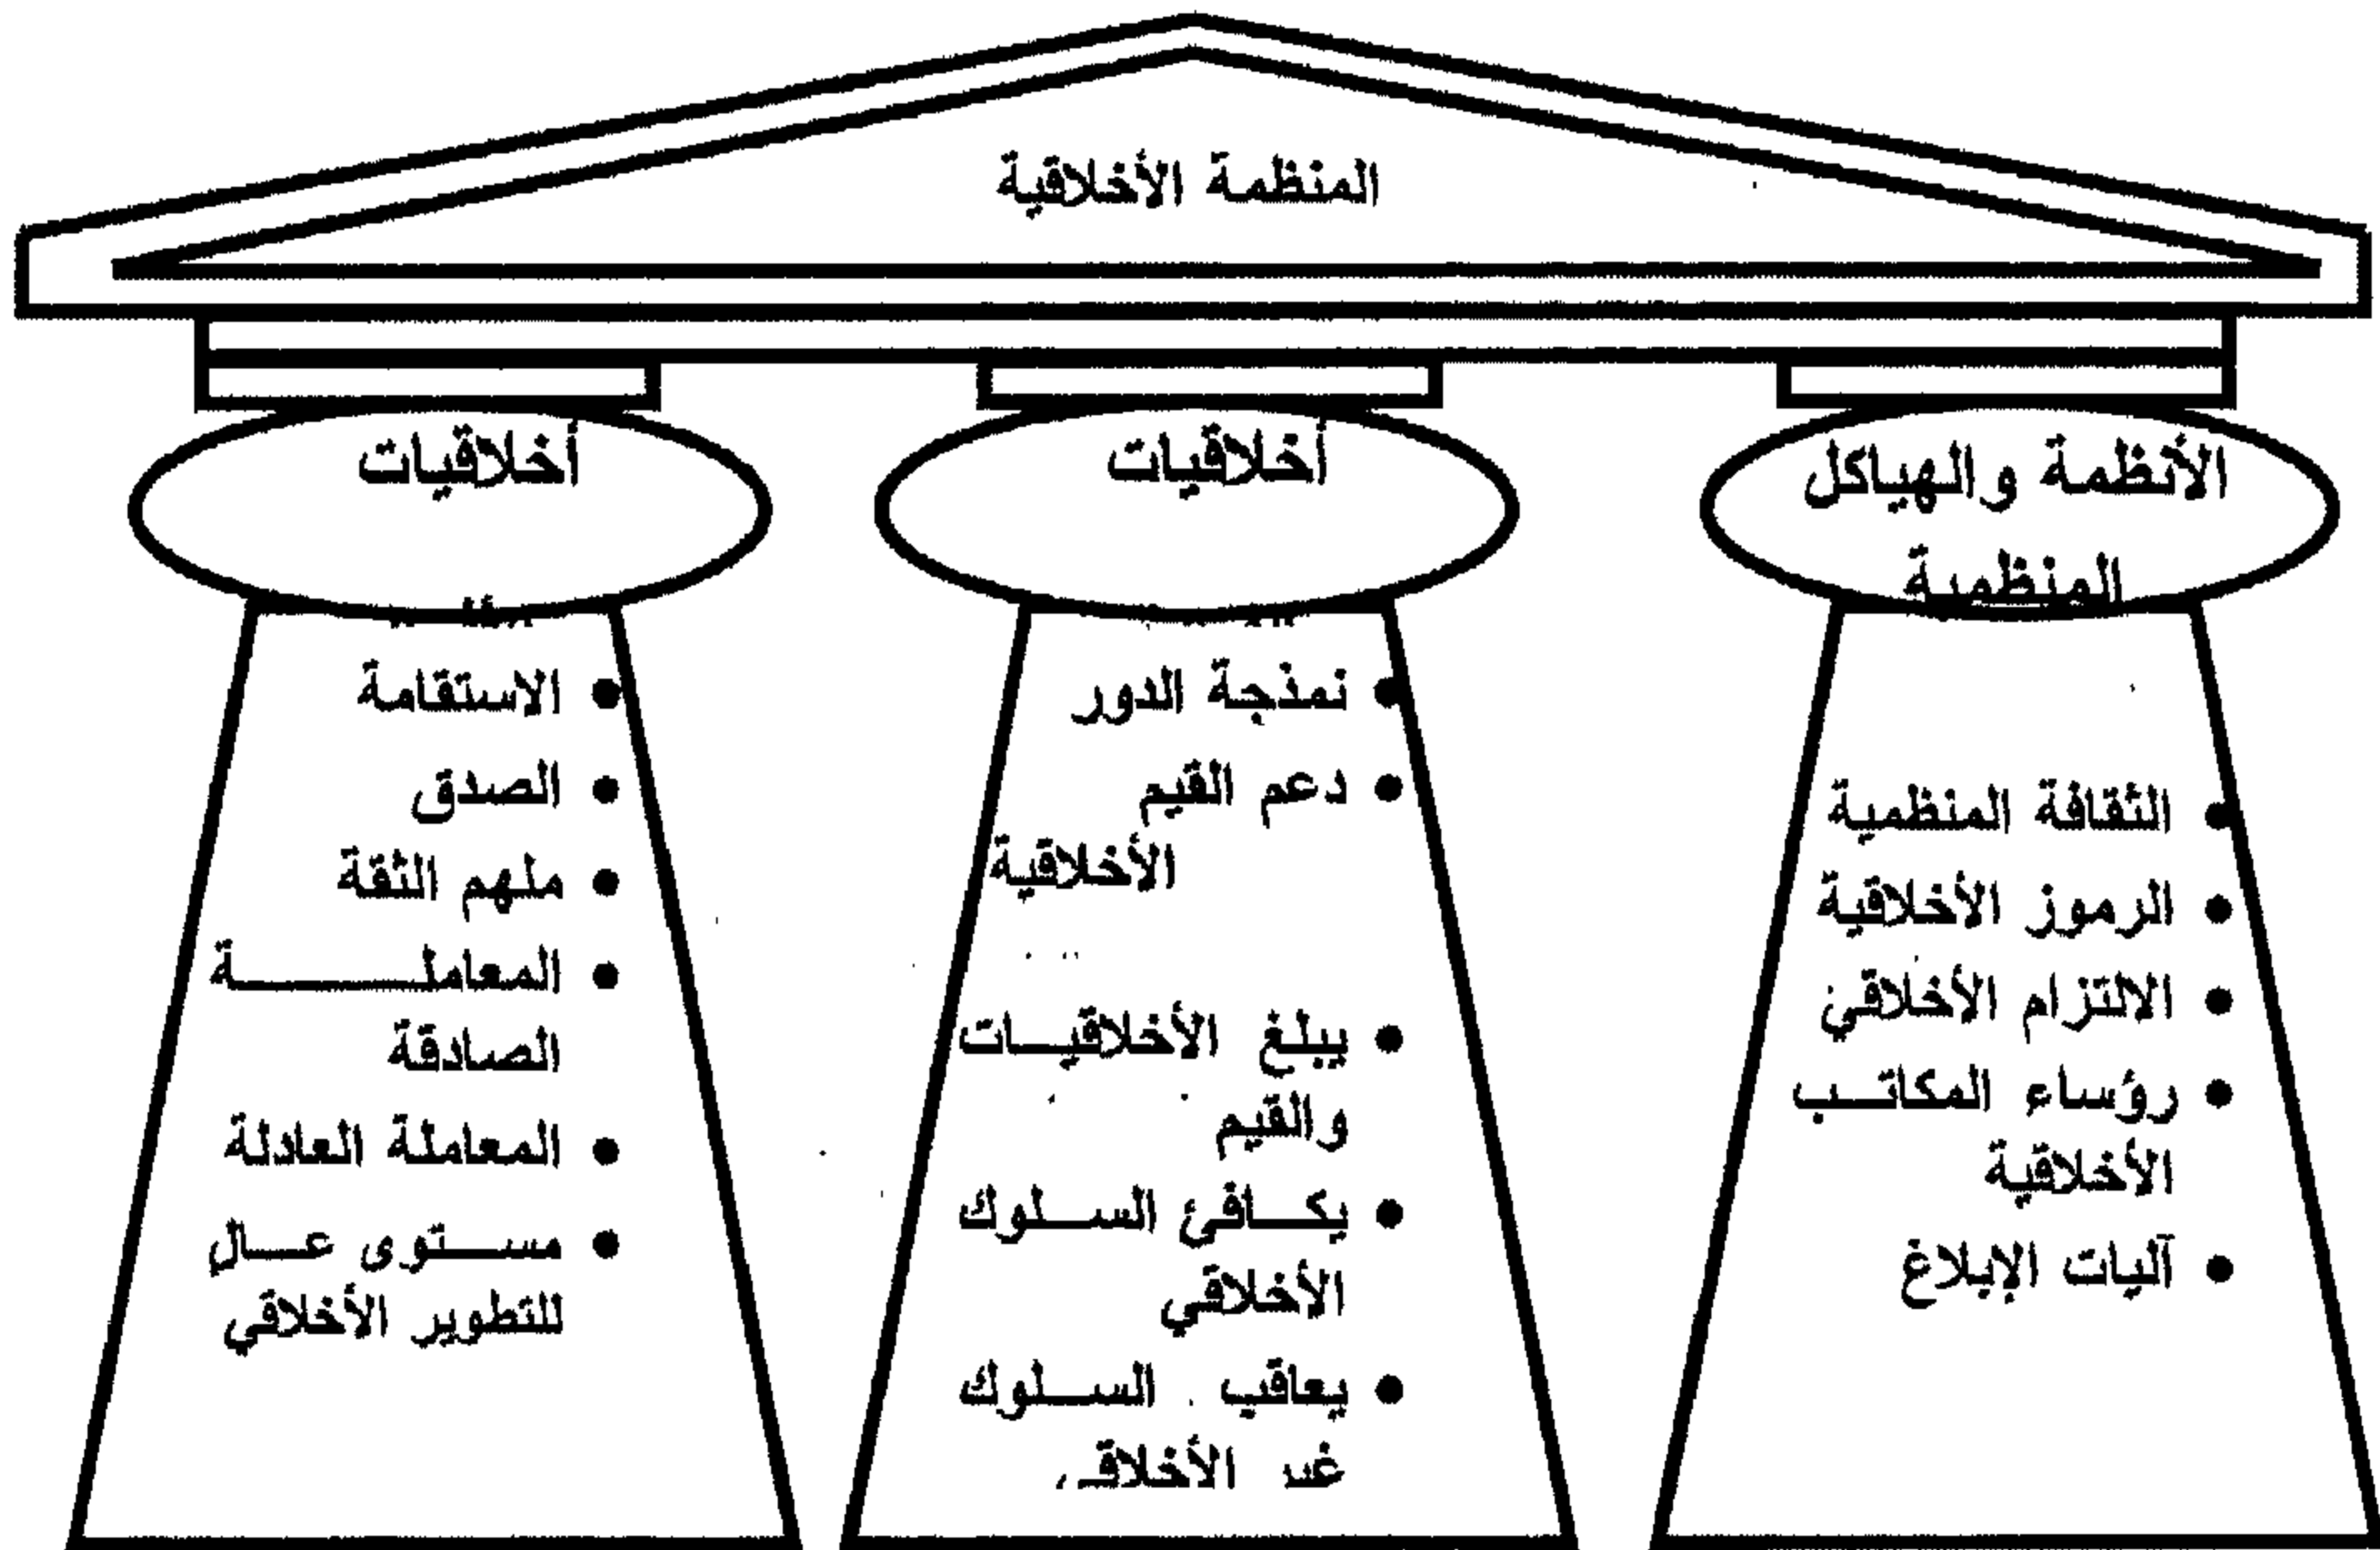 المنظمة الأخلاقية
الأنظمة والهياكل
المنظمية
• الثقافة المنظمية
• الرموز الأخلاقية
• الالتزام الأخلاقي
• رؤساء المكاتب
الأخلاقية
• آليات الإبلاغ
أخلاقيات
• نمذجة الدور
• دعم القيم
الأخلاقية
• يبلغ الأخلاقيات
والقيم
• يكافئ السلوك
الأخلاقي
• يعاقب السلوك
أخلاقيات
• الاستقامة
• الصدق
• ملهم الثقة
• المعاملة
الصادقة
• المعاملة العادلة
• مستوى عال
للتطوير الأخلاقي